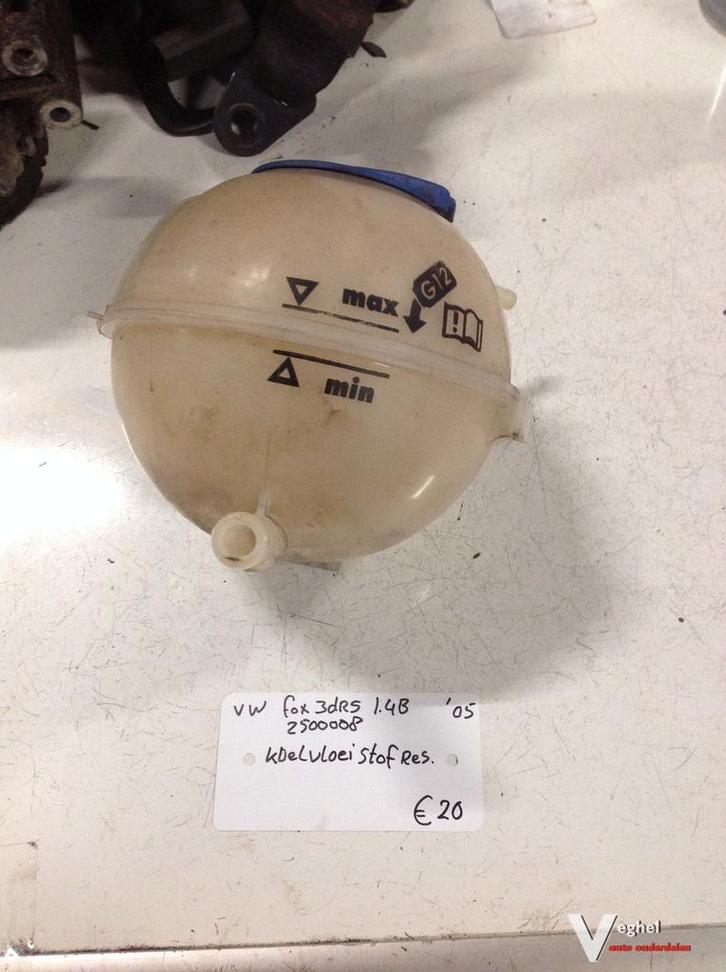 max
G12
min
VW fox 3dRS 1.4B '05
2500008
koelvloeistof Res.
€ 20
Veghel
auto onderdelen